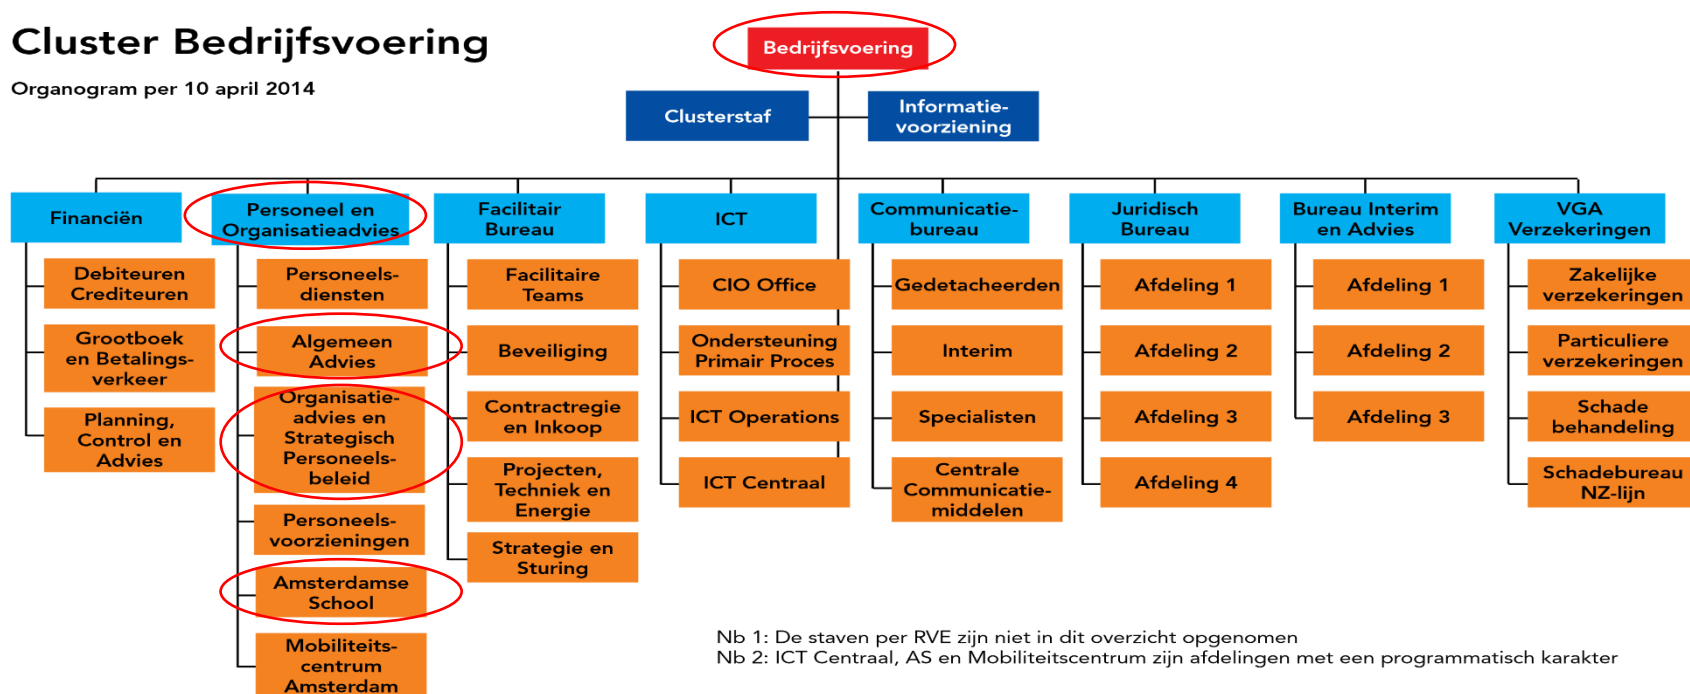 Cluster Bedrijfsvoering
Organogram per 10 april 2014
Bedrijfsvoering
Clusterstaf
Informatie-
voorziening
Financiën
Personeel en
Organisatieadvies
Facilitair
Bureau
ICT
Communicatie-
bureau
Juridisch
Bureau
Bureau Interim
en Advies
VGA
Verzekeringen
Debiteuren
Crediteuren
Grootboek
en Betalings-
verkeer
Planning,
Control en
Advies
Personeels-
diensten
Algemeen
Advies
Organisatie-
advies en
Strategisch
Personeels-
beleid
Personeels-
voorzieningen
Amsterdamse
School
Mobiliteits-
centrum
Amsterdam
Facilitaire
Teams
Beveiliging
Contractregie
en Inkoop
Projecten,
Techniek en
Energie
Strategie en
Sturing
CIO Office
Ondersteuning
Primair Proces
ICT Operations
ICT Centraal
Gedetacheerden
Interim
Specialisten
Centrale
Communicatie-
middelen
Afdeling 1
Afdeling 2
Afdeling 3
Afdeling 4
Afdeling 1
Afdeling 2
Afdeling 3
Zakelijke
verzekeringen
Particuliere
verzekeringen
Schade
behandeling
Schadebureau
NZ-lijn
Nb 1: De staven per RVE zijn niet in dit overzicht opgenomen
Nb 2: ICT Centraal, AS en Mobiliteitscentrum zijn afdelingen met een programmatisch karakter